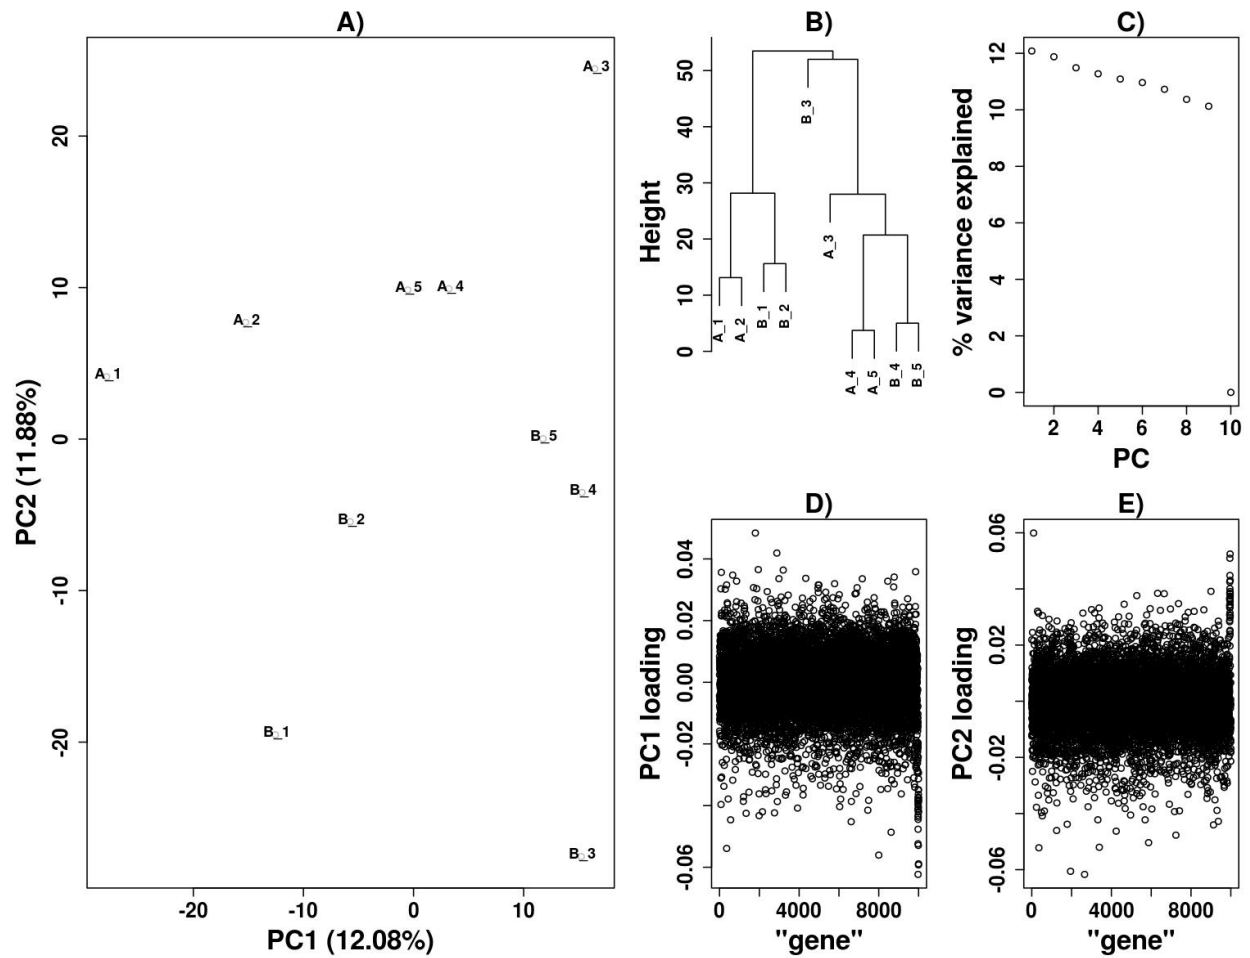 A)
A_3
20
10
A_5
A_4
A_2
A_1
0
B_5
B_4
B_2
-10
B_1
-20
B_3
PC2 (11.88%)
-20 -10 0 10
PC1 (12.08%)
B)
50
40
30
20
10
0
Height
B_3
A_3
A_1
A_2
B_1
B_2
A_4
A_5
B_4
B_5
C)
12
10
8
6
4
2
0
% variance explained
2 4 6 8 10
PC
D)
0.04
0.02
0.00
-0.02
-0.06
PC1 loading
0 4000 8000
"gene"
E)
0.06
0.02
-0.02
-0.06
PC2 loading
0 4000 8000
"gene"